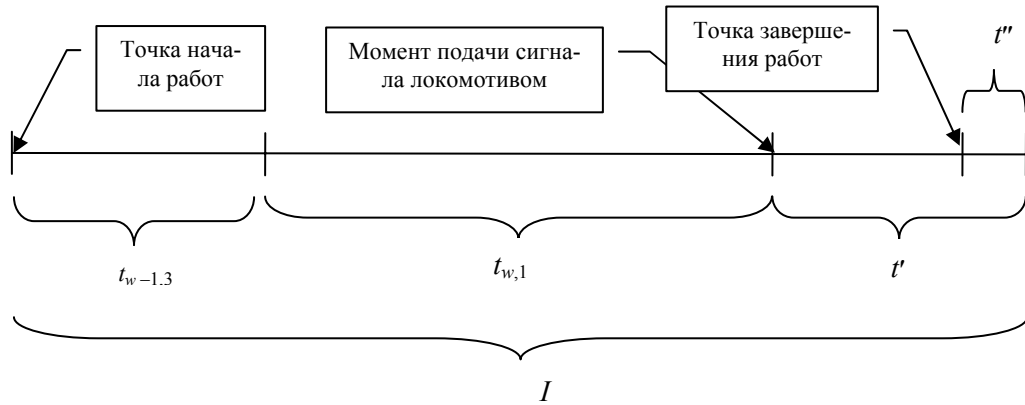 Точка нача-
ла работ
Момент подачи сигна-
ла локомотивом
Точка заверше-
ния работ
t″
t_{w–1.3}
t_{w,1}
t′
I